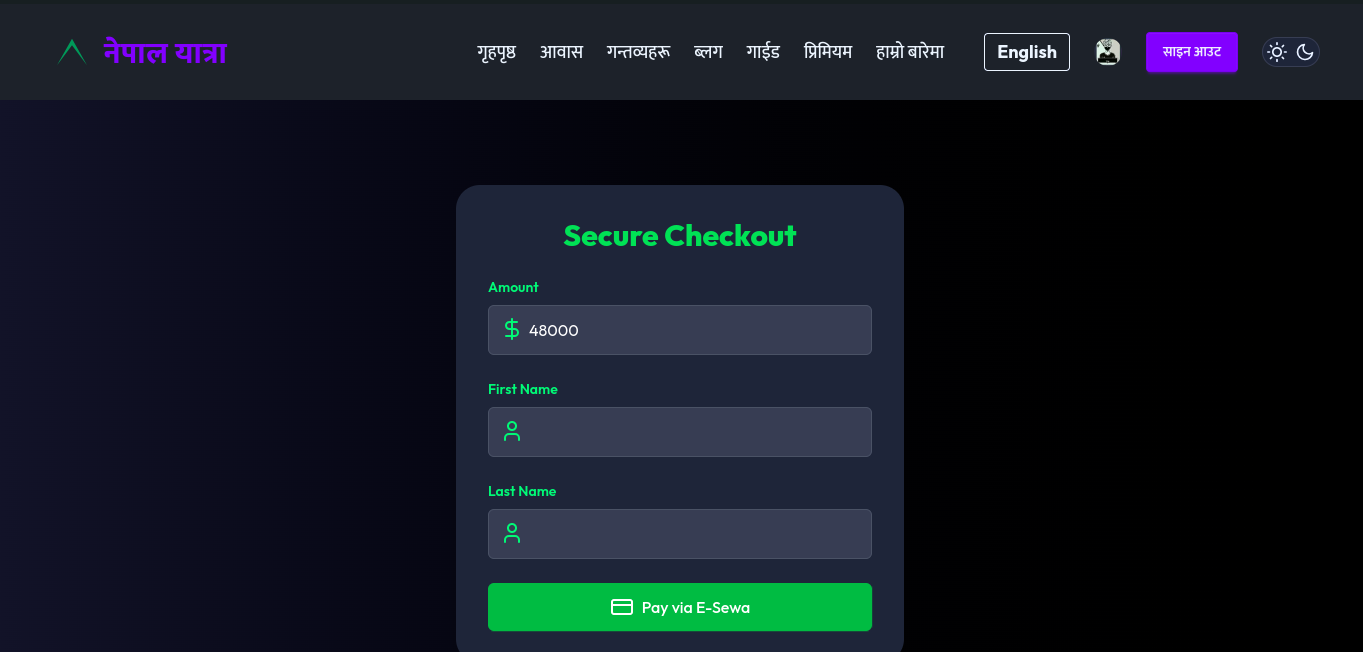 नेपाल यात्रा
गृहपृष्ठ आवास गन्तव्यहरू ब्लग गाईड प्रिमियम हाम्रो बारेमा English साइन आउट
Secure Checkout
Amount
$ 48000
First Name
Last Name
Pay via E-Sewa